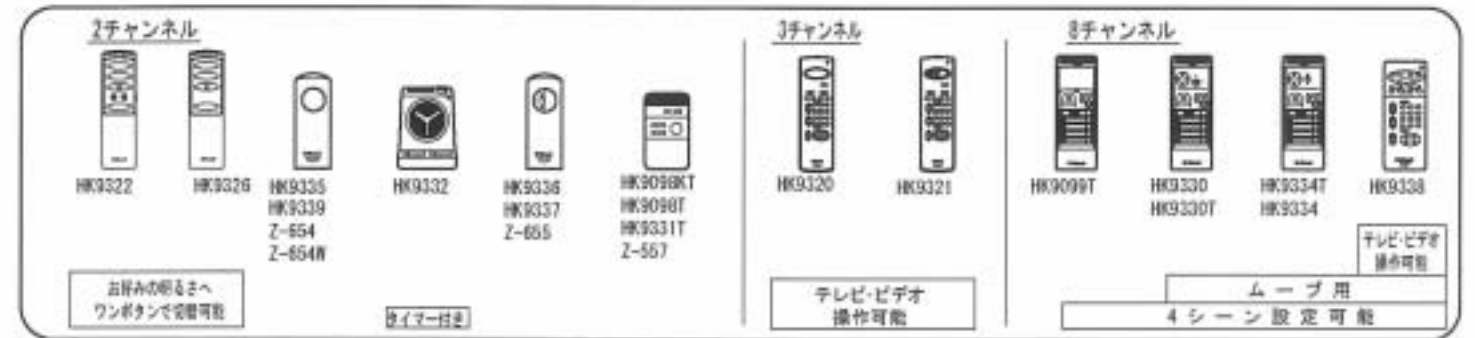 2チャンネル
HK9322
HK9326
HK9335
HK9339
Z-654
Z-654W
HK9332
HK9336
HK9337
Z-655
HK9098KT
HK9098T
HK9331T
Z-557
お好みの明るさへ
ワンボタンで切替可能
タイマー付き
3チャンネル
HK9320
HK9321
テレビ・ビデオ
操作可能
8チャンネル
HK9099T
HK9330
HK9330T
HK9334T
HK9334
HK9338
テレビ・ビデオ
操作可能
ムーブ用
4シーン設定可能